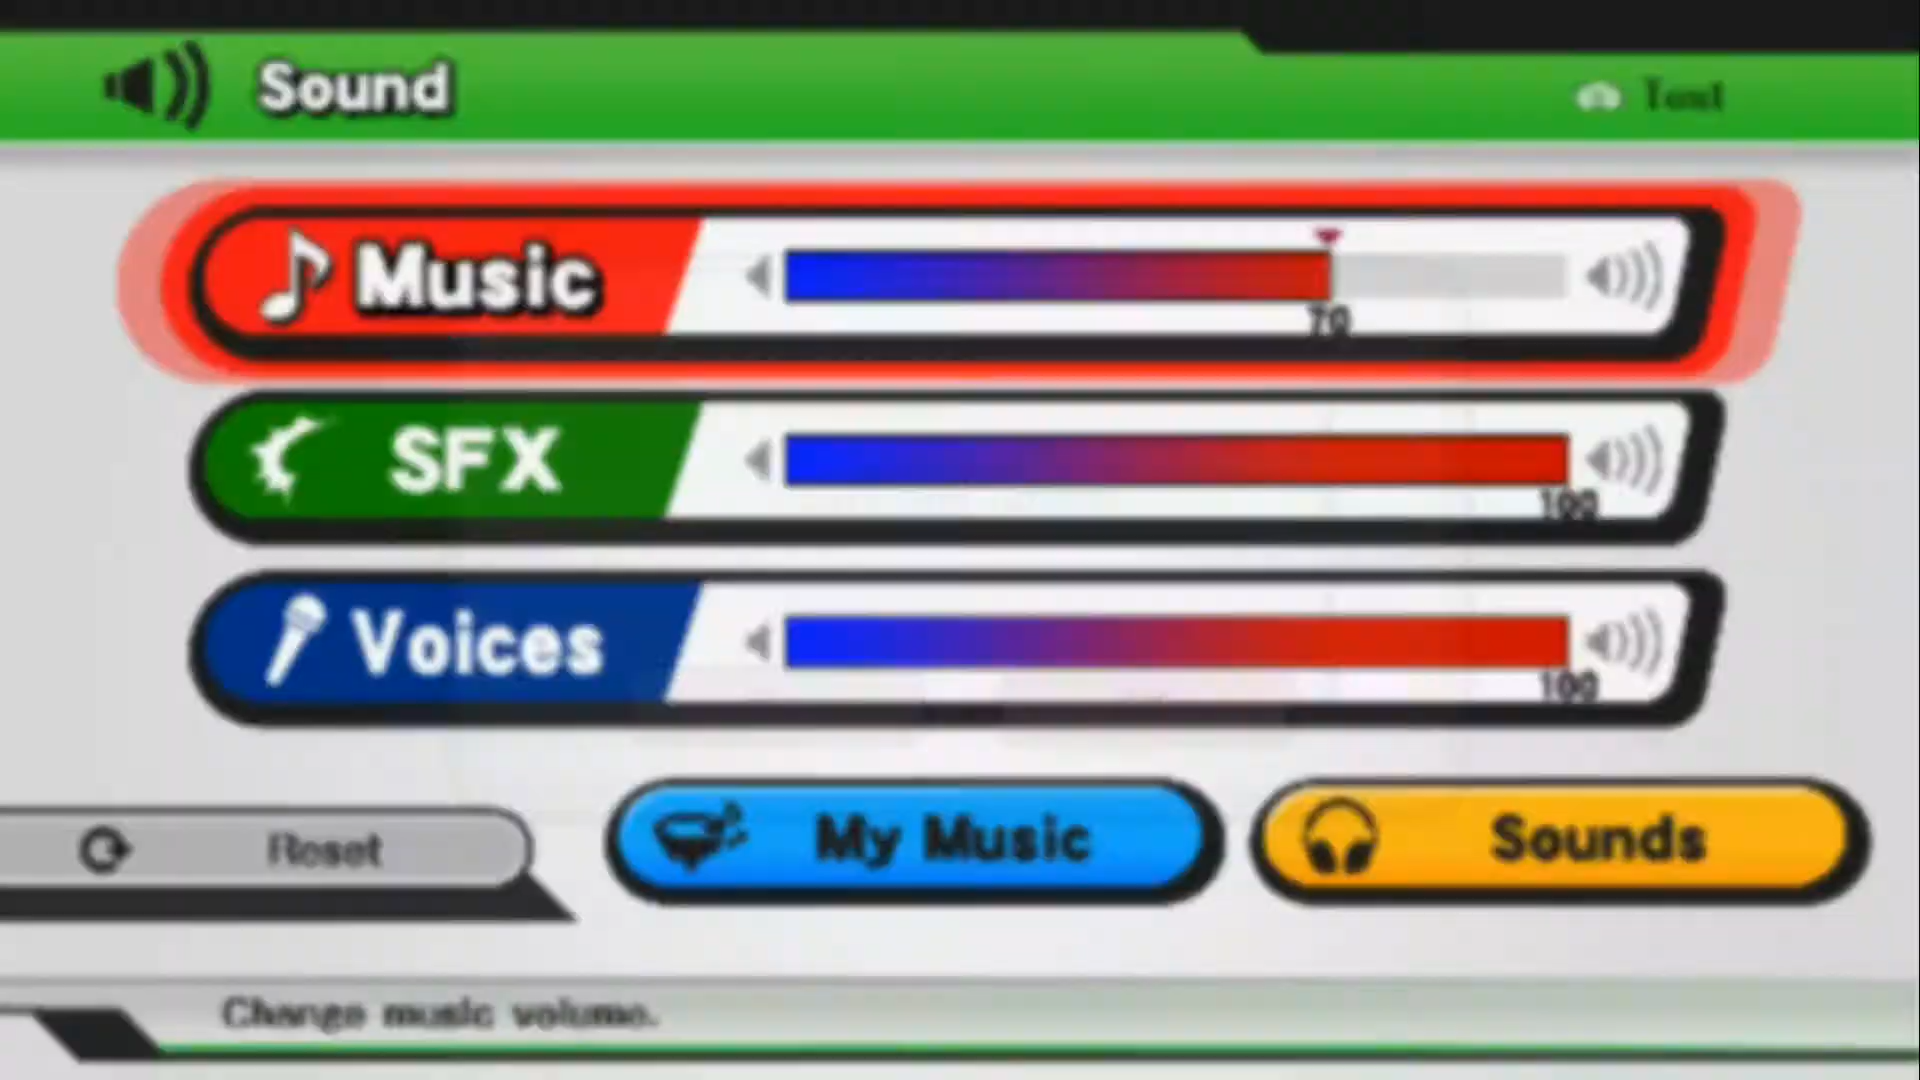 Sound
Test
Music
70
SFX
100
Voices
100
Reset
My Music
Sounds
Change music volume.